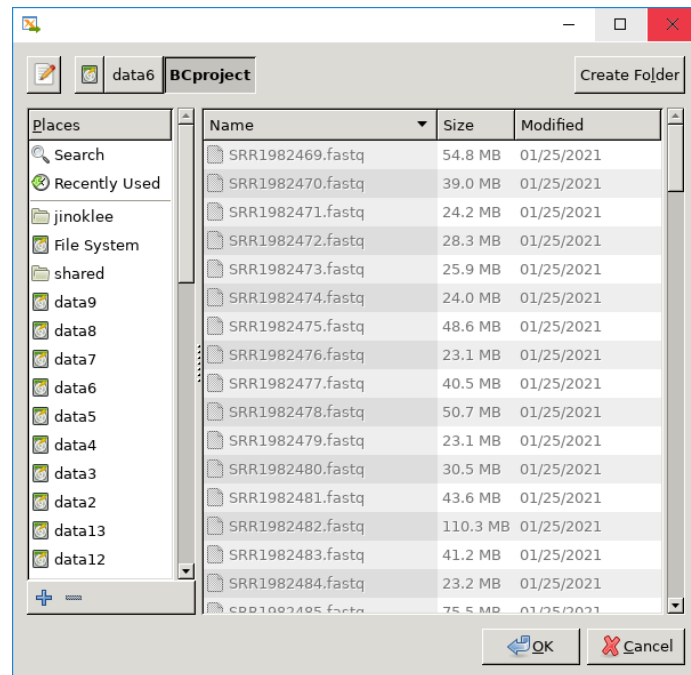 data6 BCproject Create Folder
Places
Search
Recently Used
jinoklee
File System
shared
data9
data8
data7
data6
data5
data4
data3
data2
data13
data12
Name Size Modified
SRR1982469.fastq 54.8 MB 01/25/2021
SRR1982470.fastq 39.0 MB 01/25/2021
SRR1982471.fastq 24.2 MB 01/25/2021
SRR1982472.fastq 28.3 MB 01/25/2021
SRR1982473.fastq 25.9 MB 01/25/2021
SRR1982474.fastq 24.0 MB 01/25/2021
SRR1982475.fastq 48.6 MB 01/25/2021
SRR1982476.fastq 23.1 MB 01/25/2021
SRR1982477.fastq 40.5 MB 01/25/2021
SRR1982478.fastq 50.7 MB 01/25/2021
SRR1982479.fastq 23.1 MB 01/25/2021
SRR1982480.fastq 30.5 MB 01/25/2021
SRR1982481.fastq 43.6 MB 01/25/2021
SRR1982482.fastq 110.3 MB 01/25/2021
SRR1982483.fastq 41.2 MB 01/25/2021
SRR1982484.fastq 23.2 MB 01/25/2021
SRR1982485.fastq 75.5 MB 01/25/2021
OK Cancel